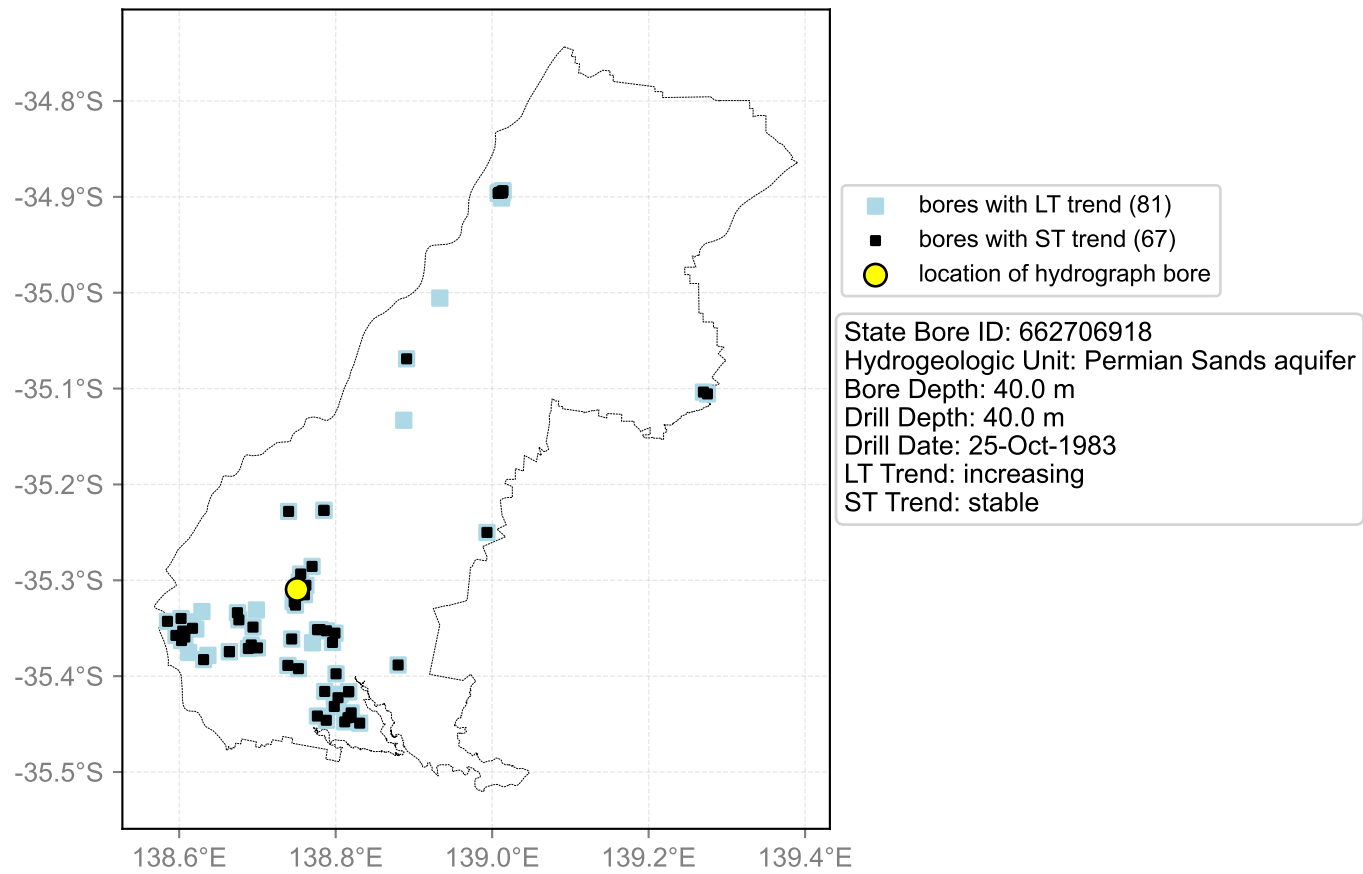 -34.8°S
-34.9°S
-35.0°S
-35.1°S
-35.2°S
-35.3°S
-35.4°S
-35.5°S
138.6°E 138.8°E 139.0°E 139.2°E 139.4°E
bores with LT trend (81)
bores with ST trend (67)
location of hydrograph bore
State Bore ID: 662706918
Hydrogeologic Unit: Permian Sands aquifer
Bore Depth: 40.0 m
Drill Depth: 40.0 m
Drill Date: 25-Oct-1983
LT Trend: increasing
ST Trend: stable